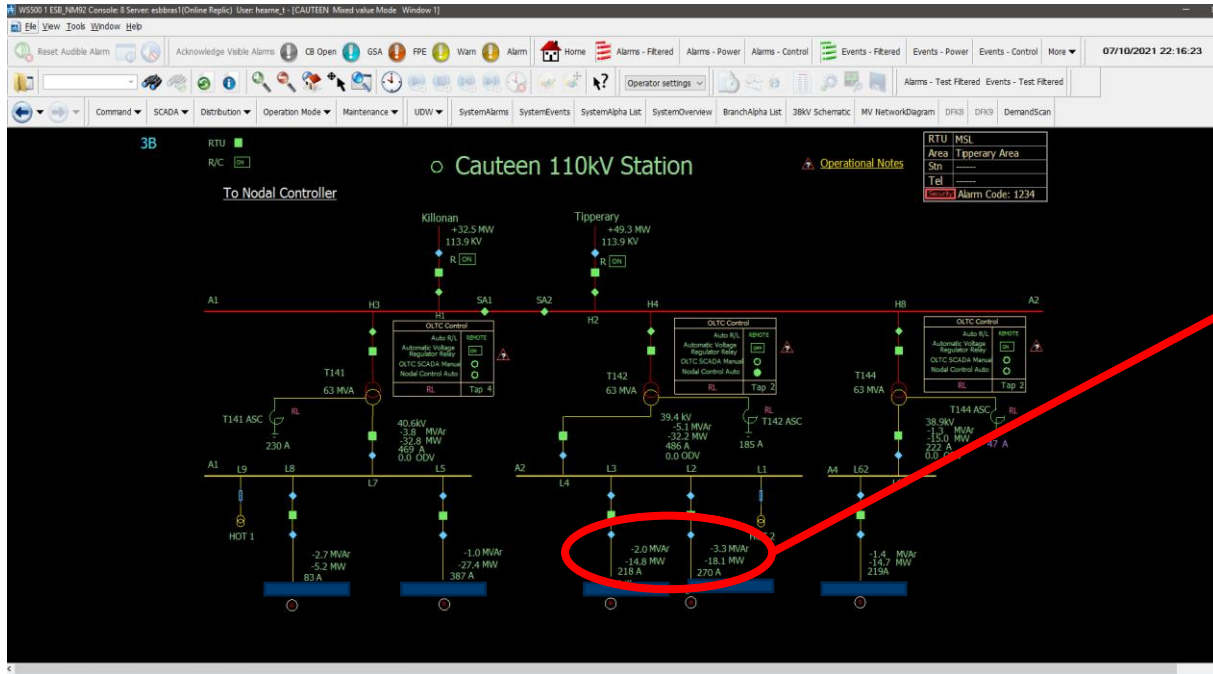 WS500 1 ESB_NM92 Console: 8 Server: esbbras1(Online Replic) User: hearne_t - [CAUTEEN Mixed value Mode Window 1]
File View Tools Window Help
Reset Audible Alarm Acknowledge Visible Alarms CB Open GSA FPE Warn Alarm Home Alarms - Filtered Alarms - Power Alarms - Control Events - Filtered Events - Power Events - Control More 07/10/2021 22:16:23
Operator settings Alarms - Test Filtered Events - Test Filtered
Command SCADA Distribution Operation Mode Maintenance UDW SystemAlarms SystemEvents SystemAlpha List SystemOverview BranchAlpha List 38kV Schematic MV NetworkDiagram DFK8 DFK9 DemandScan
3B
RTU
R/C ON
To Nodal Controller
Cauteen 110kV Station
Operational Notes
RTU MSL
Area Tipperary Area
Stn -----
Tel -----
Security Alarm Code: 1234
Killonan
+32.5 MW
113.9 KV
R ON
Tipperary
+49.3 MW
113.9 KV
R ON
A1 H3 H1 SA1 SA2 H2 H4 H8 A2
OLTC Control
Auto R/L REMOTE
Automatic Voltage Regulator Relay ON
OLTC SCADA Manual
Nodal Control Auto
RL Tap 4
OLTC Control
Auto R/L REMOTE
Automatic Voltage Regulator Relay OFF
OLTC SCADA Manual
Nodal Control Auto
RL Tap 2
OLTC Control
Auto R/L REMOTE
Automatic Voltage Regulator Relay ON
OLTC SCADA Manual
Nodal Control Auto
RL Tap 2
T141
63 MVA
T142
63 MVA
T144
63 MVA
T141 ASC RL
230 A
40.6kV
-3.8 MVAr
-32.8 MW
469 A
0.0 ODV
39.4 kV
-5.1 MVAr
-32.2 MW
486 A
0.0 ODV
RL
T142 ASC
185 A
T144 ASC RL
47 A
38.9kV
-1.3 MVAr
-15.0 MW
222 A
0.0 ODV
A1 L9 L8 L7 L5 A2 L4 L3 L2 L1 A4 L62
HOT 1
-2.7 MVAr
-5.2 MW
83 A
-1.0 MVAr
-27.4 MW
387 A
-2.0 MVAr
-14.8 MW
218 A
-3.3 MVAr
-18.1 MW
270 A
-1.4 MVAr
-14.7 MW
219A